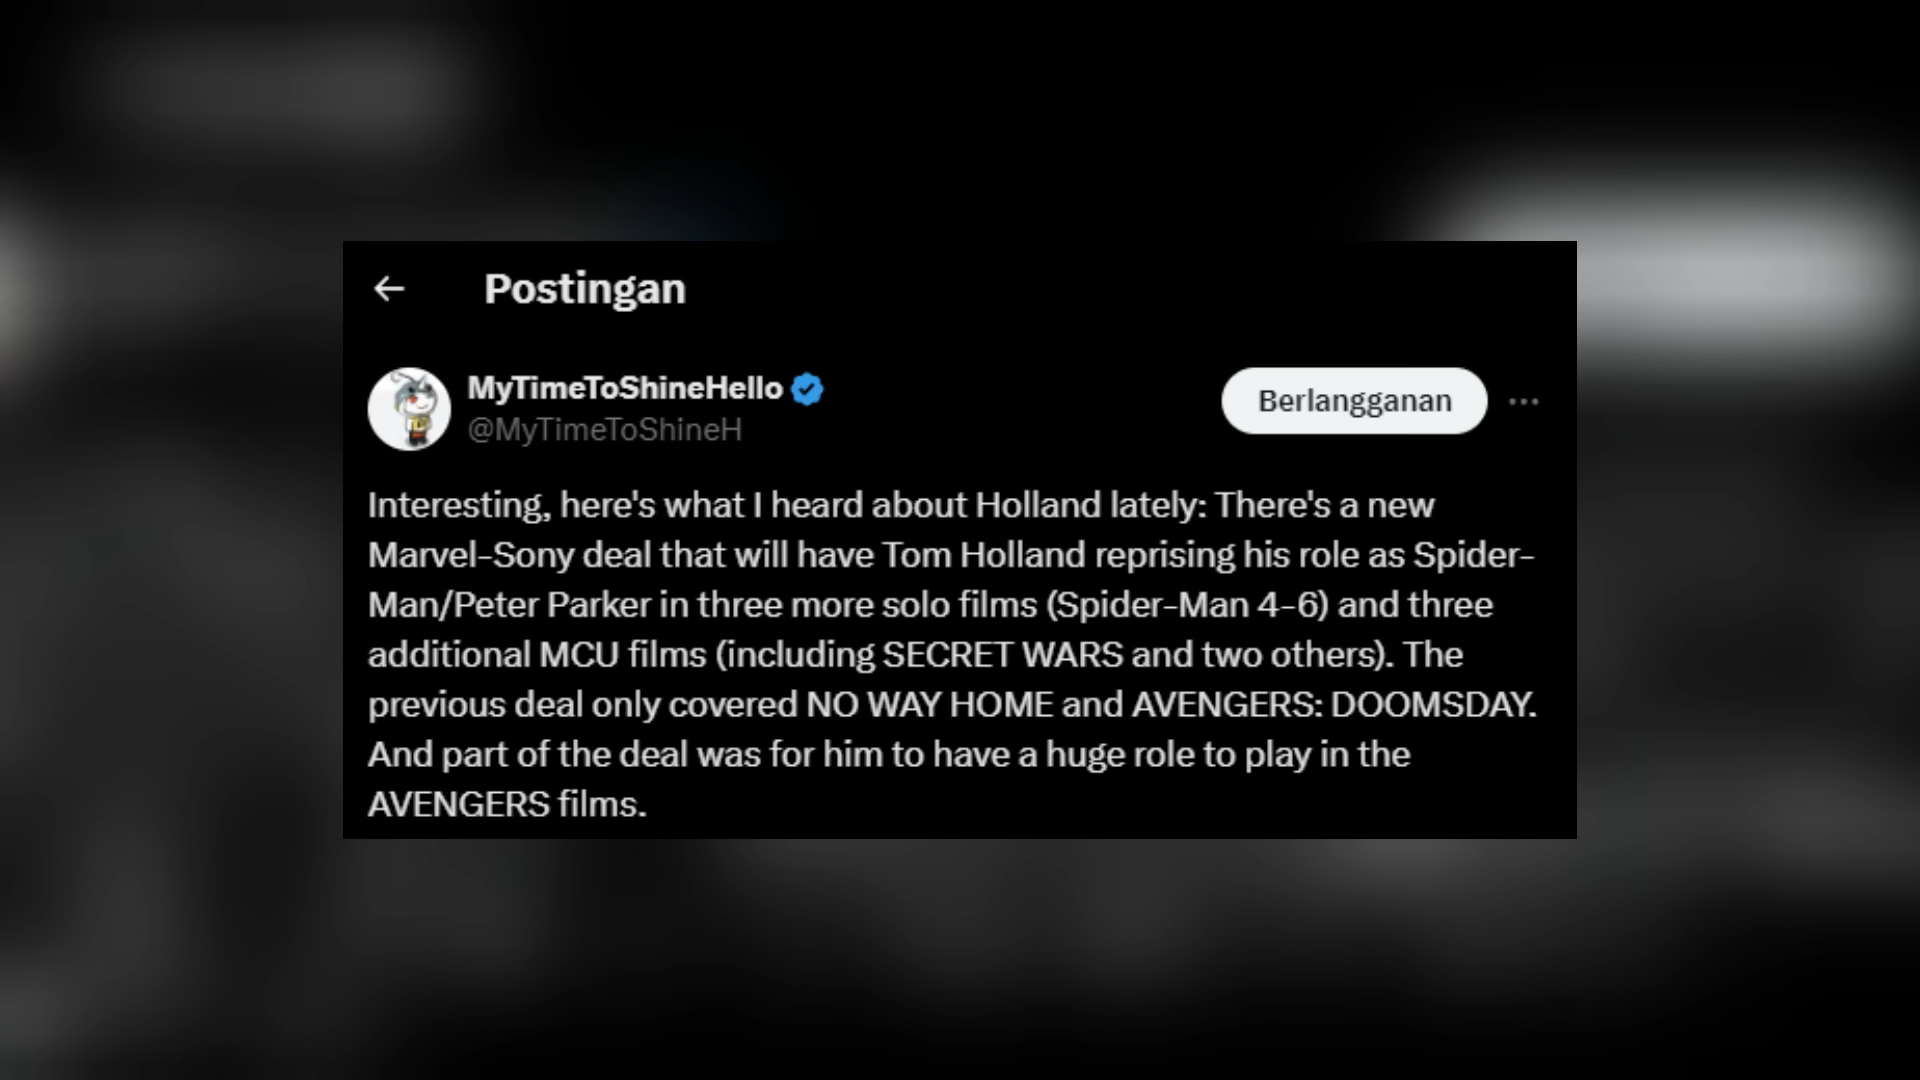 Postingan
MyTimeToShineHello
@MyTimeToShineH
Berlangganan
Interesting, here's what I heard about Holland lately: There's a new
Marvel-Sony deal that will have Tom Holland reprising his role as Spider-
Man/Peter Parker in three more solo films (Spider-Man 4-6) and three
additional MCU films (including SECRET WARS and two others). The
previous deal only covered NO WAY HOME and AVENGERS: DOOMSDAY.
And part of the deal was for him to have a huge role to play in the
AVENGERS films.